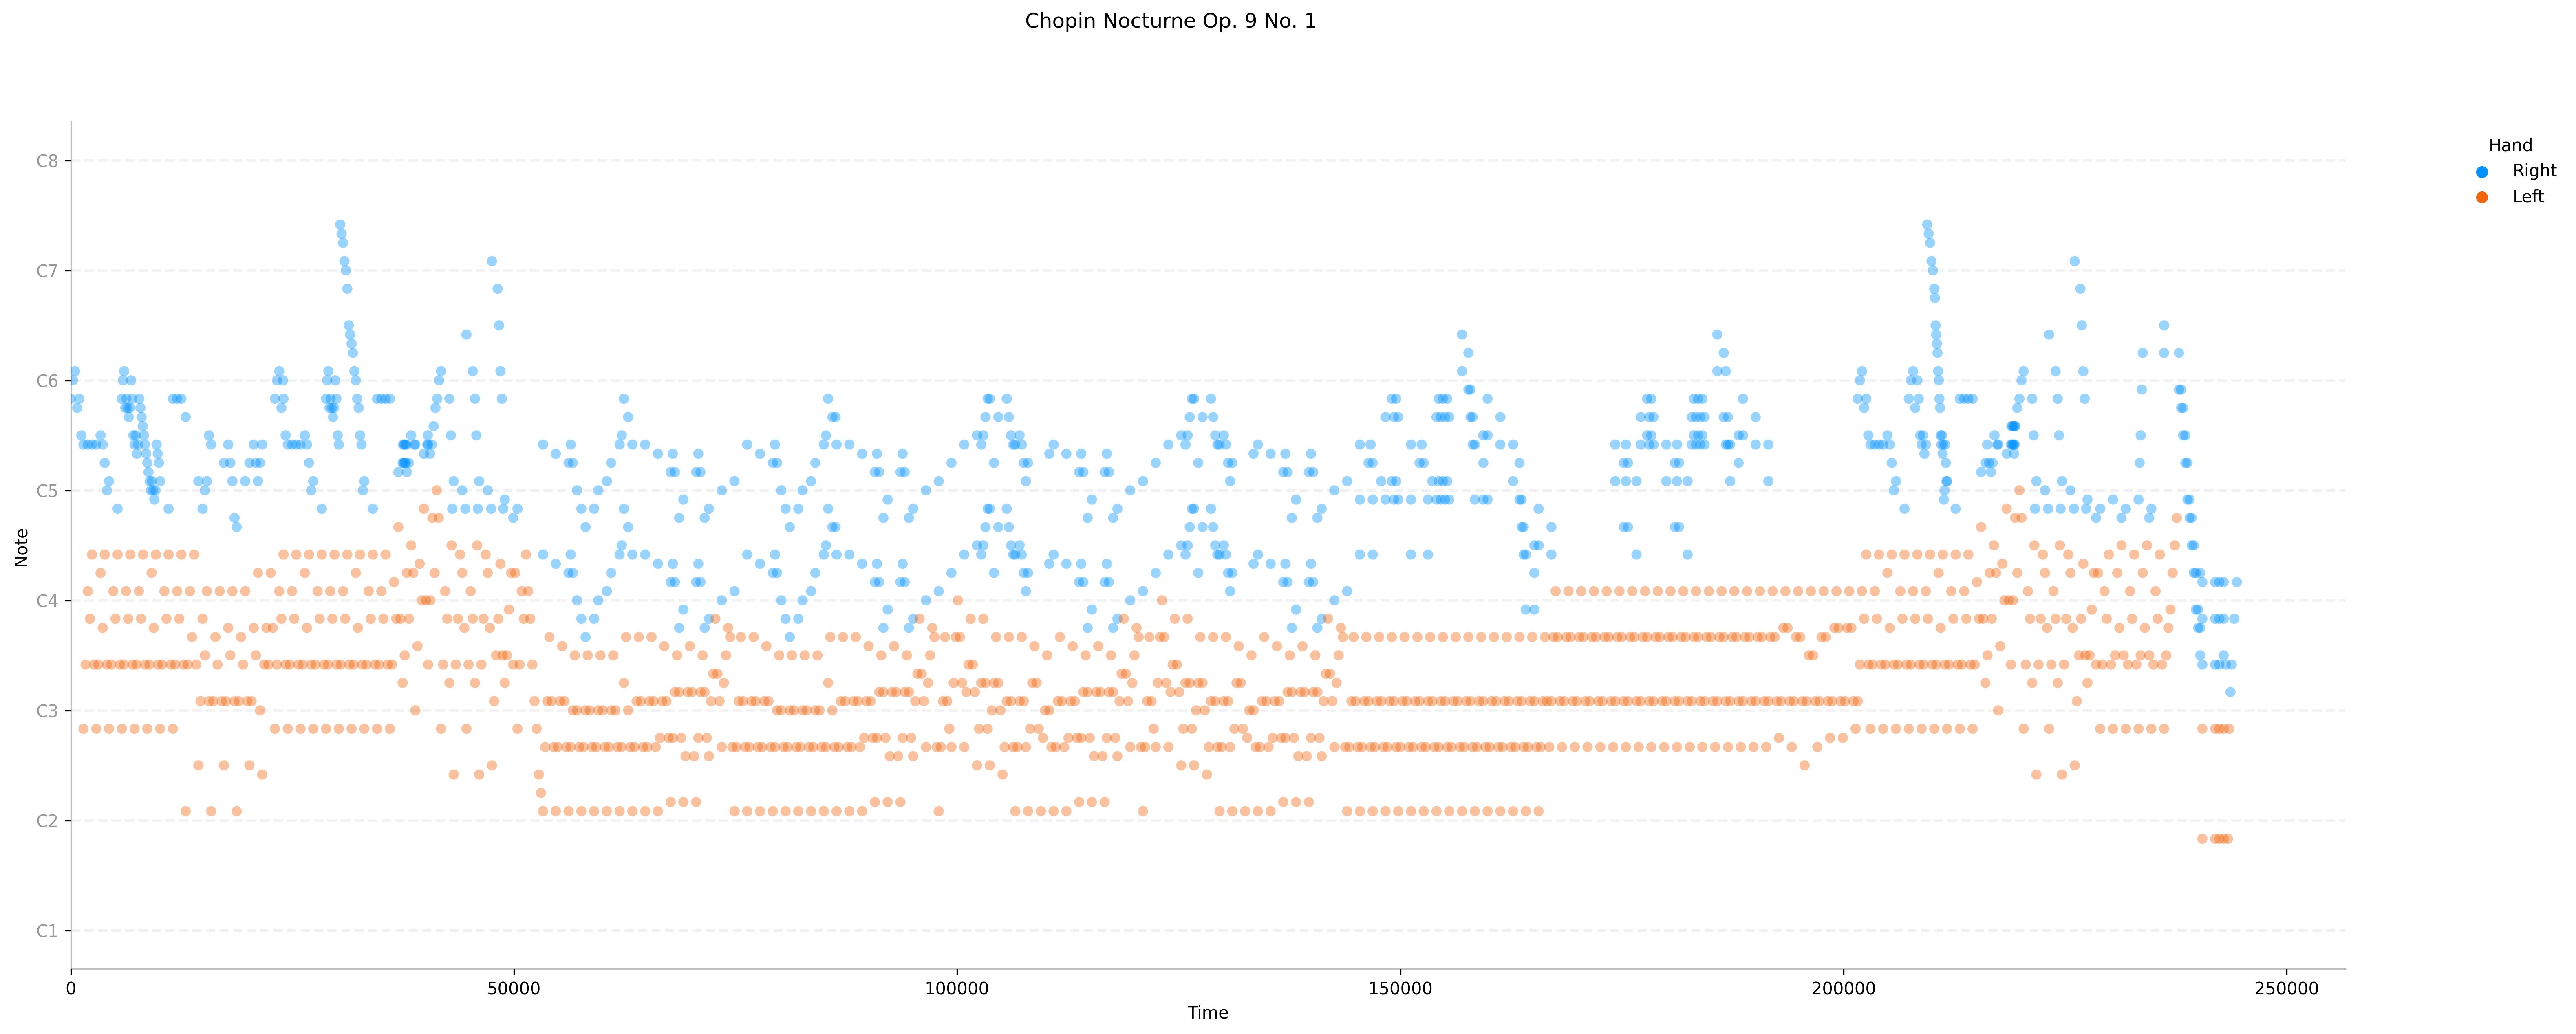 Chopin Nocturne Op. 9 No. 1
Hand
Right
Left
C8
C7
C6
C5
C4
C3
C2
C1
Note
0
50000
100000
150000
200000
250000
Time